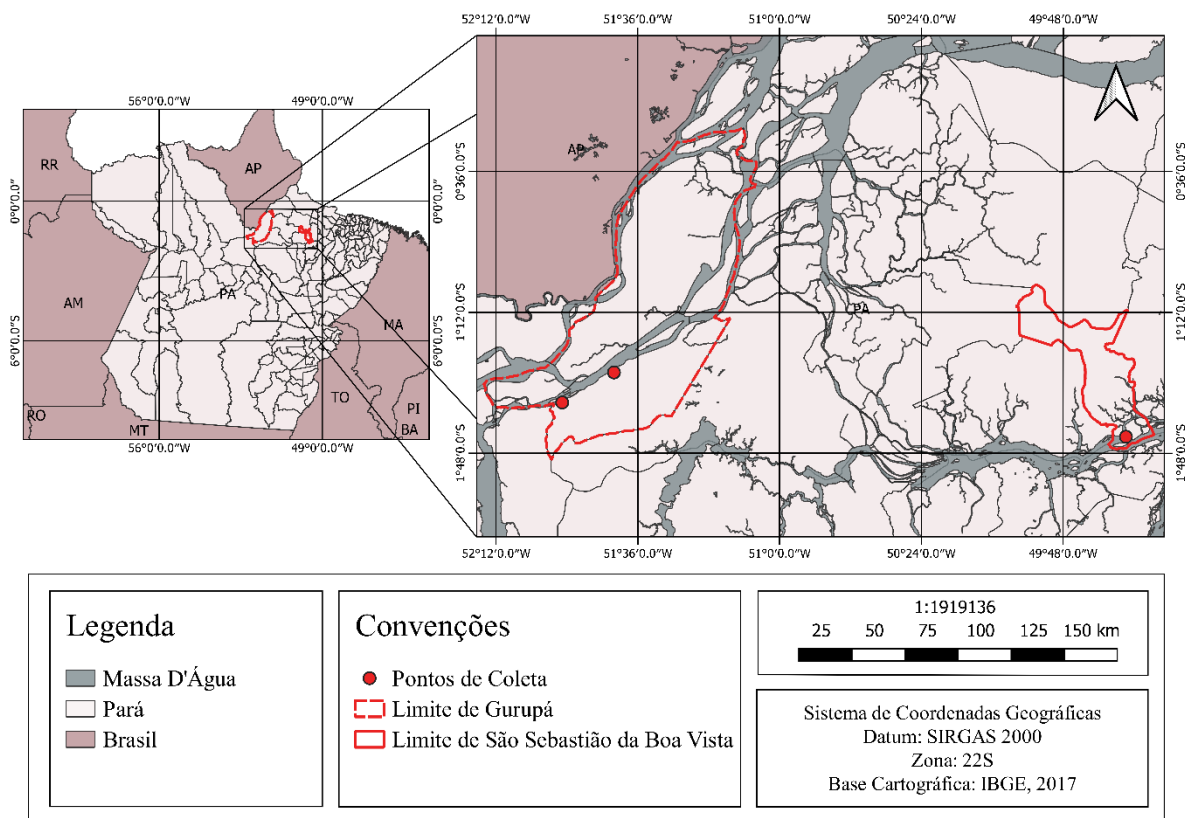 52°12'0.0"W 51°36'0.0"W 51°0'0.0"W 50°24'0.0"W 49°48'0.0"W
56°0'0.0"W 49°0'0.0"W
RR
AP
AP
0°0'0.0"
0°0'0.0"
0°36'0.0"S
0°36'0.0"S
AM
PA
MA
PA
1°12'0.0"S
1°12'0.0"S
6°0'0.0"S
6°0'0.0"S
RO
MT
TO
PI
BA
56°0'0.0"W 49°0'0.0"W
1°48'0.0"S
1°48'0.0"S
52°12'0.0"W 51°36'0.0"W 51°0'0.0"W 50°24'0.0"W 49°48'0.0"W
Legenda
Massa D'Água
Pará
Brasil
Convenções
Pontos de Coleta
Limite de Gurupá
Limite de São Sebastião da Boa Vista
1:1919136
25 50 75 100 125 150 km
Sistema de Coordenadas Geográficas
Datum: SIRGAS 2000
Zona: 22S
Base Cartográfica: IBGE, 2017